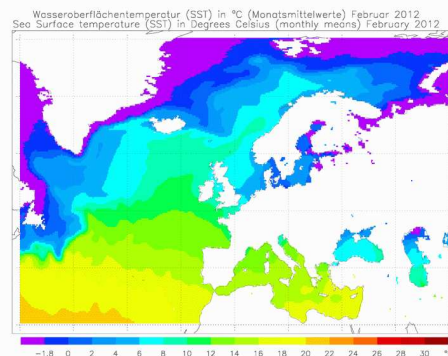 Wasseroberflächentemperatur (SST) in °C (Monatsmittelwerte) Februar 2012
Sea Surface temperature (SST) in Degrees Celsius (monthly means) February 2012
-1.8 0 2 4 6 8 10 12 14 16 18 20 22 24 26 28 30